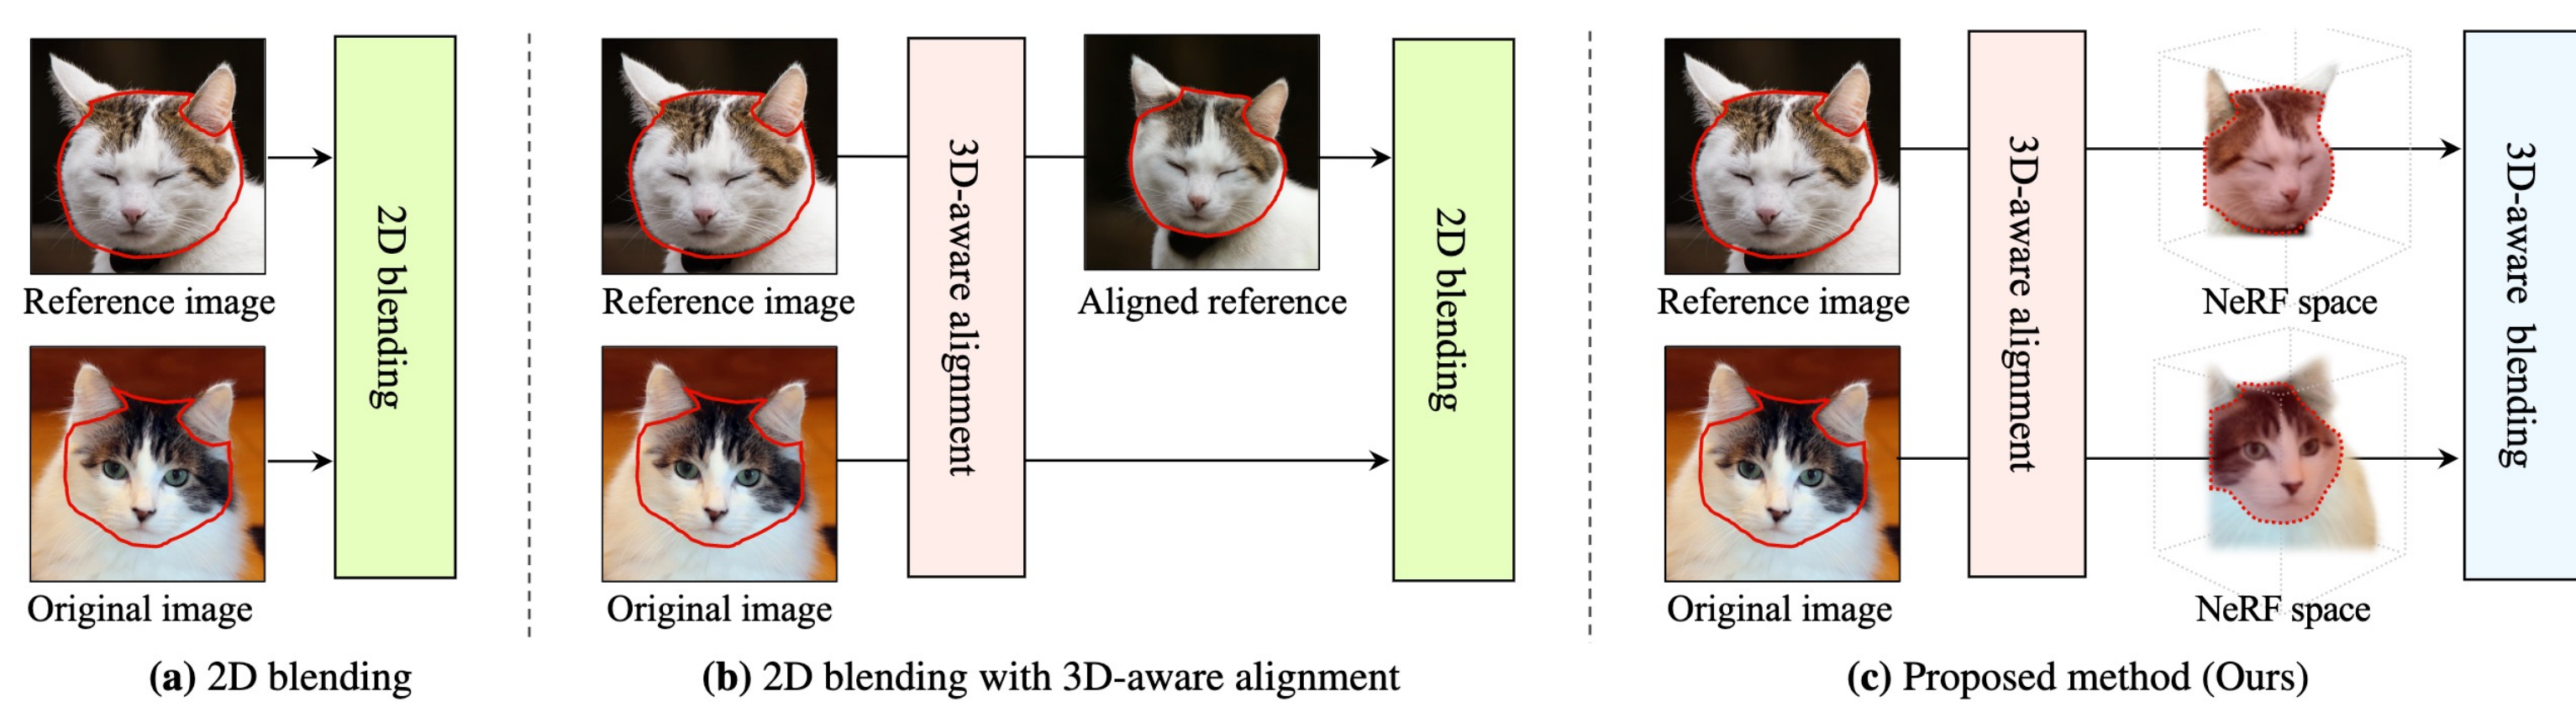 Reference image
2D blending
Original image
(a) 2D blending
Reference image
3D-aware alignment
Aligned reference
2D blending
Original image
(b) 2D blending with 3D-aware alignment
Reference image
3D-aware alignment
NeRF space
3D-aware blending
Original image
NeRF space
(c) Proposed method (Ours)